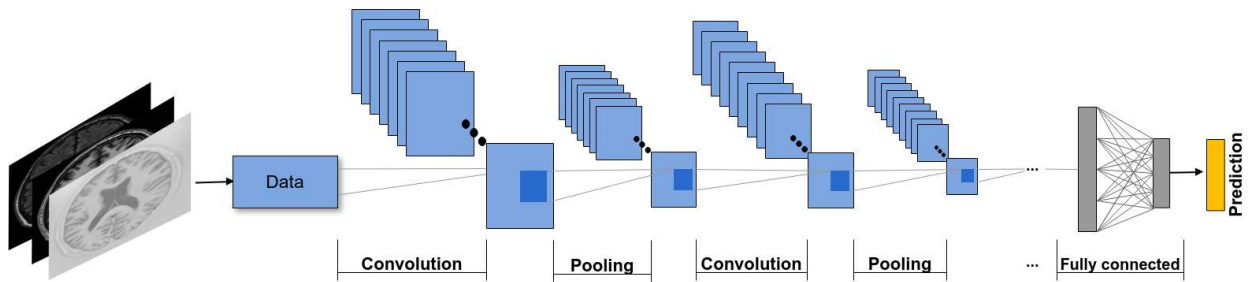 Data
Prediction
Convolution
Pooling
Convolution
Pooling
...
...
Fully connected